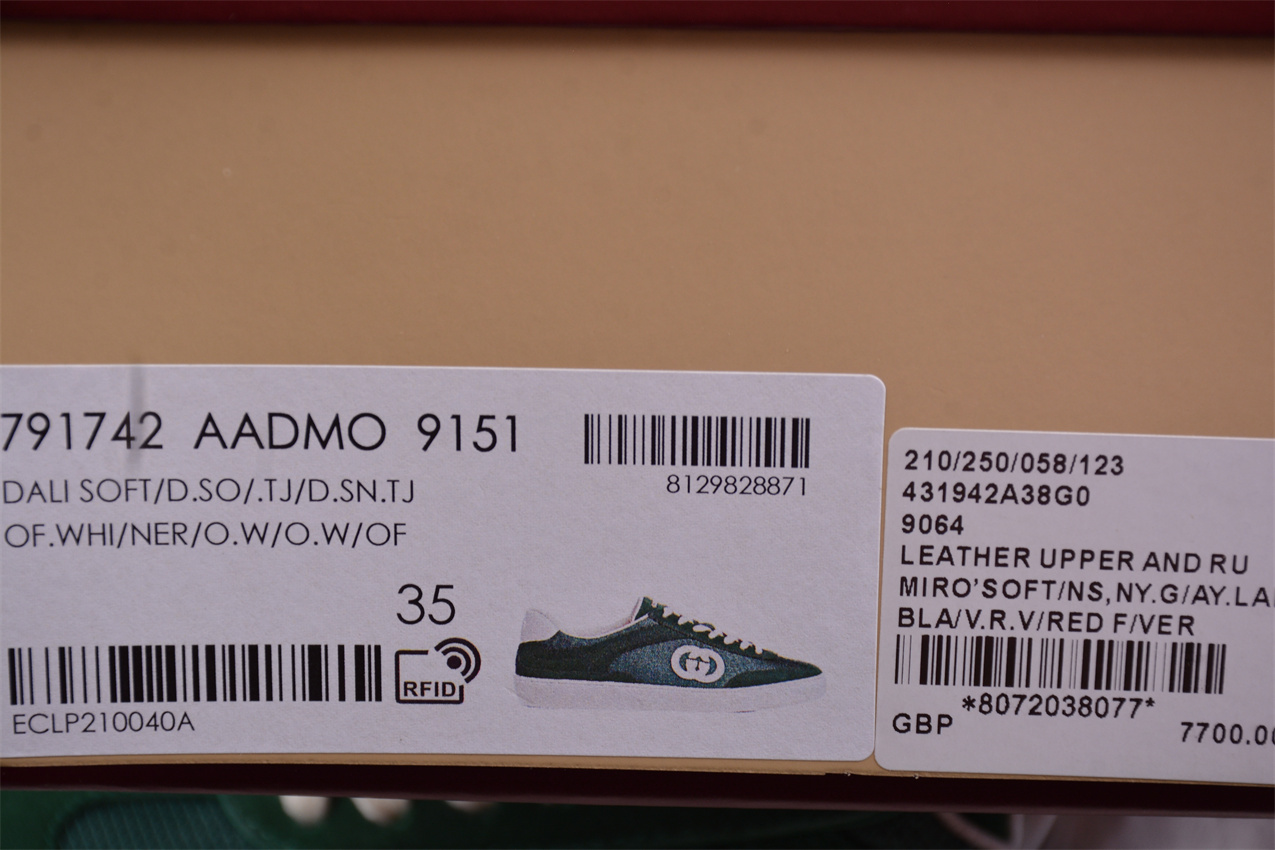 791742 AADMO 9151
8129828871
DALI SOFT/D.SO/.TJ/D.SN.TJ
OF.WHI/NER/O.W/O.W/OF
35
RFID
ECLP210040A
210/250/058/123
431942A38G0
9064
LEATHER UPPER AND RU
MIRO'SOFT/NS,NY.G/AY.LA
BLA/V.R.V/RED F/VER
*8072038077*
GBP 7700.00